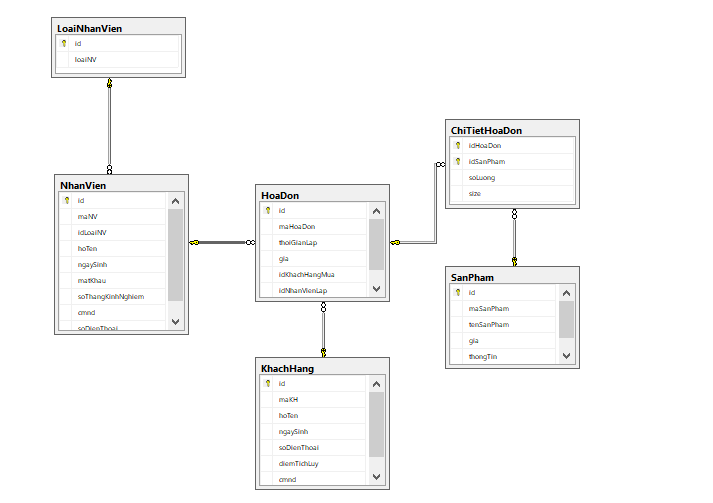 LoaiNhanVien
id
loaiNV
NhanVien
id
maNV
idLoaiNV
hoTen
ngaySinh
matKhau
soThangKinhNghiem
cmnd
soDienThoai
HoaDon
id
maHoaDon
thoiGianLap
gia
idKhachHangMua
idNhanVienLap
KhachHang
id
maKH
hoTen
ngaySinh
soDienThoai
diemTichLuy
cmnd
ChiTietHoaDon
idHoaDon
idSanPham
soLuong
size
SanPham
id
maSanPham
tenSanPham
gia
thongTin